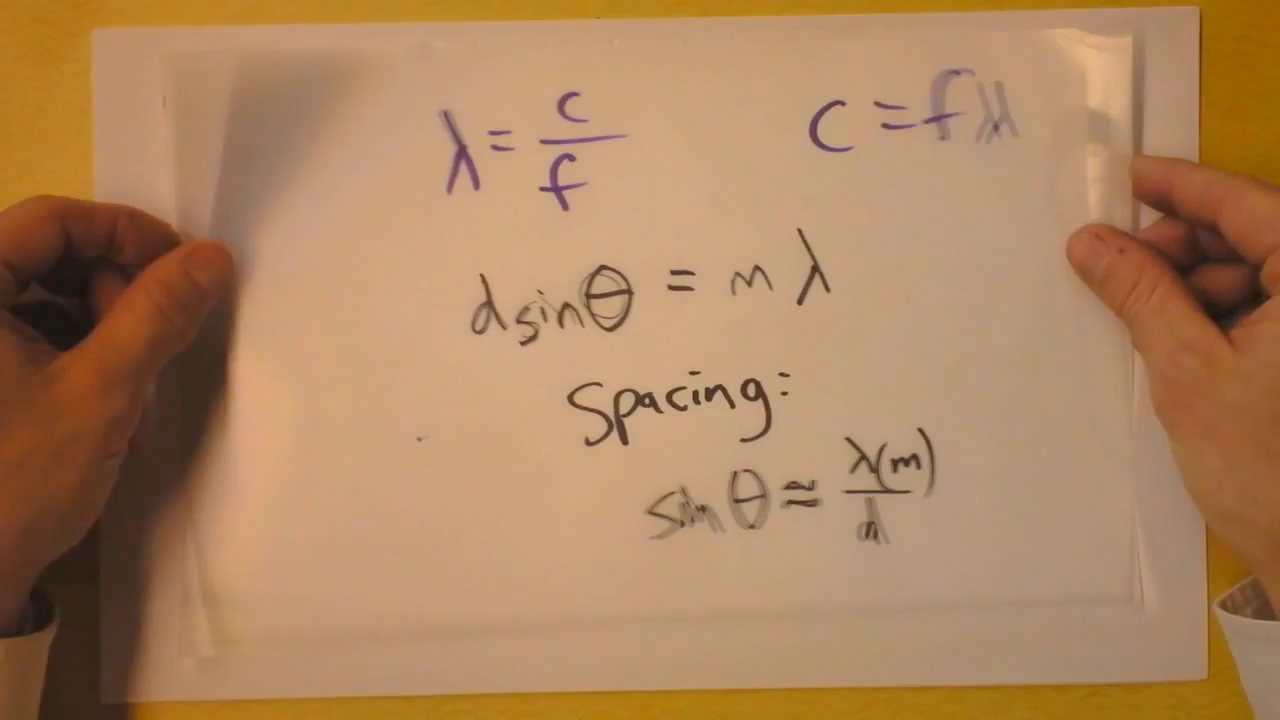 λ = c/f
c = fλ
d sin θ = m λ
Spacing:
sin θ ≈ λ(m)/d